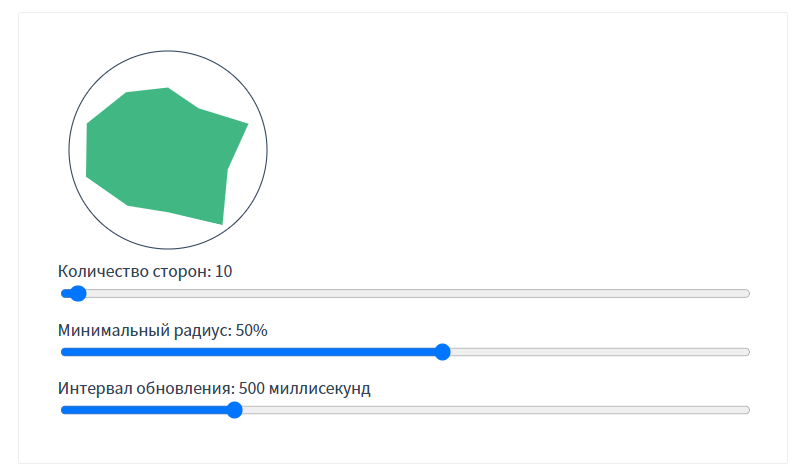 Количество сторон: 10
Минимальный радиус: 50%
Интервал обновления: 500 миллисекунд